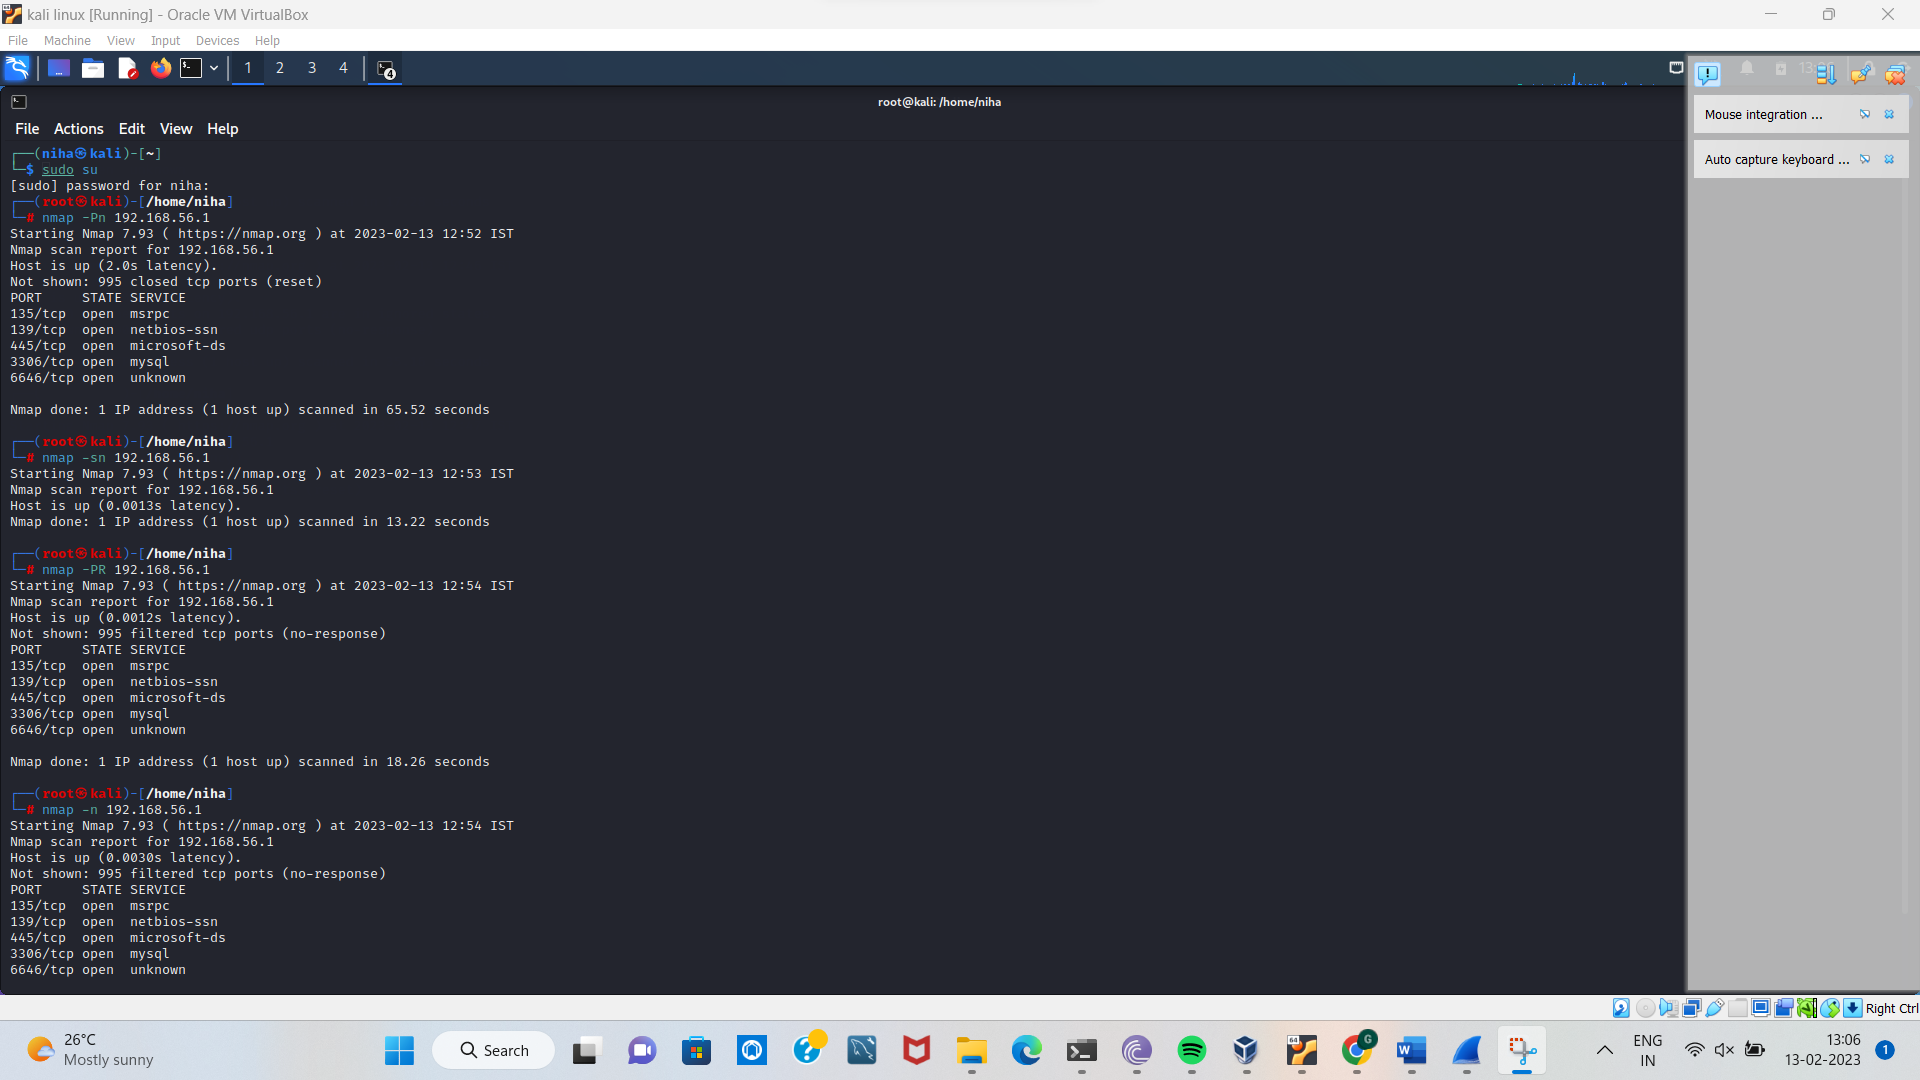 kali linux [Running] - Oracle VM VirtualBox
File Machine View Input Devices Help
1 2 3 4
4
root@kali: /home/niha
Mouse integration ...
Auto capture keyboard ...
File Actions Edit View Help
┌──(niha㉿kali)-[~]
└─$ sudo su
[sudo] password for niha:
┌──(root㉿kali)-[/home/niha]
└─# nmap -Pn 192.168.56.1
Starting Nmap 7.93 ( https://nmap.org ) at 2023-02-13 12:52 IST
Nmap scan report for 192.168.56.1
Host is up (2.0s latency).
Not shown: 995 closed tcp ports (reset)
PORT     STATE SERVICE
135/tcp  open  msrpc
139/tcp  open  netbios-ssn
445/tcp  open  microsoft-ds
3306/tcp open  mysql
6646/tcp open  unknown
Nmap done: 1 IP address (1 host up) scanned in 65.52 seconds
┌──(root㉿kali)-[/home/niha]
└─# nmap -sn 192.168.56.1
Starting Nmap 7.93 ( https://nmap.org ) at 2023-02-13 12:53 IST
Nmap scan report for 192.168.56.1
Host is up (0.0013s latency).
Nmap done: 1 IP address (1 host up) scanned in 13.22 seconds
┌──(root㉿kali)-[/home/niha]
└─# nmap -PR 192.168.56.1
Starting Nmap 7.93 ( https://nmap.org ) at 2023-02-13 12:54 IST
Nmap scan report for 192.168.56.1
Host is up (0.0012s latency).
Not shown: 995 filtered tcp ports (no-response)
PORT     STATE SERVICE
135/tcp  open  msrpc
139/tcp  open  netbios-ssn
445/tcp  open  microsoft-ds
3306/tcp open  mysql
6646/tcp open  unknown
Nmap done: 1 IP address (1 host up) scanned in 18.26 seconds
┌──(root㉿kali)-[/home/niha]
└─# nmap -n 192.168.56.1
Starting Nmap 7.93 ( https://nmap.org ) at 2023-02-13 12:54 IST
Nmap scan report for 192.168.56.1
Host is up (0.0030s latency).
Not shown: 995 filtered tcp ports (no-response)
PORT     STATE SERVICE
135/tcp  open  msrpc
139/tcp  open  netbios-ssn
445/tcp  open  microsoft-ds
3306/tcp open  mysql
6646/tcp open  unknown
Right Ctrl
26°C
Mostly sunny
Search
ENG
IN
13:06
13-02-2023
1